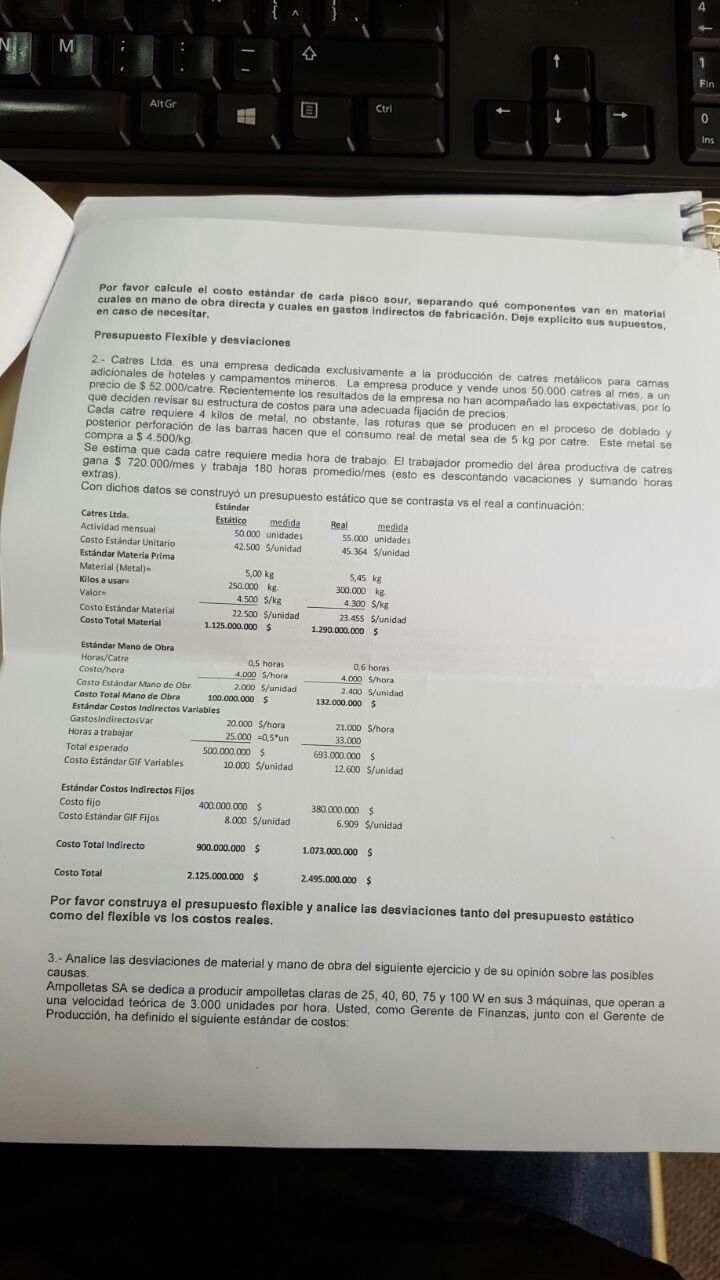 {
^
}
N
M
;
,
:
.
AltGr
Ctrl
4
1
Fin
0
Ins
Por favor calcule el costo estándar de cada pisco sour, separando qué componentes van en material
cuales en mano de obra directa y cuales en gastos indirectos de fabricación. Deje explícito sus supuestos,
en caso de necesitar.
Presupuesto Flexible y desviaciones
2.- Catres Ltda. es una empresa dedicada exclusivamente a la producción de catres metálicos para camas
adicionales de hoteles y campamentos mineros. La empresa produce y vende unos 50.000 catres al mes, a un
precio de $ 52.000/catre. Recientemente los resultados de la empresa no han acompañado las expectativas, por lo
que deciden revisar su estructura de costos para una adecuada fijación de precios.
Cada catre requiere 4 kilos de metal, no obstante, las roturas que se producen en el proceso de doblado y
posterior perforación de las barras hacen que el consumo real de metal sea de 5 kg por catre. Este metal se
compra a $ 4.500/kg.
Se estima que cada catre requiere media hora de trabajo. El trabajador promedio del área productiva de catres
gana $ 720.000/mes y trabaja 180 horas promedio/mes (esto es descontando vacaciones y sumando horas
extras).
Con dichos datos se construyó un presupuesto estático que se contrasta vs el real a continuación:
Estándar
Catres Ltda. Estático medida Real medida
Actividad mensual 50.000 unidades 55.000 unidades
Costo Estándar Unitario 42.500 $/unidad 45.364 $/unidad
Estándar Materia Prima
Material (Metal)= 5,00 kg 5,45 kg
Kilos a usar= 250.000 kg. 300.000 kg.
Valor= 4.500 $/kg 4.300 $/kg
Costo Estándar Material 22.500 $/unidad 23.455 $/unidad
Costo Total Material 1.125.000.000 $ 1.290.000.000 $
Estándar Mano de Obra
Horas/Catre 0,5 horas 0,6 horas
Costo/hora 4.000 $/hora 4.000 $/hora
Costo Estándar Mano de Obr 2.000 $/unidad 2.400 $/unidad
Costo Total Mano de Obra 100.000.000 $ 132.000.000 $
Estándar Costos Indirectos Variables
GastosIndirectosVar 20.000 $/hora 21.000 $/hora
Horas a trabajar 25.000 =0,5*un 33.000
Total esperado 500.000.000 $ 693.000.000 $
Costo Estándar GIF Variables 10.000 $/unidad 12.600 $/unidad
Estándar Costos Indirectos Fijos
Costo fijo 400.000.000 $ 380.000.000 $
Costo Estándar GIF Fijos 8.000 $/unidad 6.909 $/unidad
Costo Total Indirecto 900.000.000 $ 1.073.000.000 $
Costo Total 2.125.000.000 $ 2.495.000.000 $
Por favor construya el presupuesto flexible y analice las desviaciones tanto del presupuesto estático
como del flexible vs los costos reales.
3.- Analice las desviaciones de material y mano de obra del siguiente ejercicio y de su opinión sobre las posibles
causas.
Ampolletas SA se dedica a producir ampolletas claras de 25, 40, 60, 75 y 100 W en sus 3 máquinas, que operan a
una velocidad teórica de 3.000 unidades por hora. Usted, como Gerente de Finanzas, junto con el Gerente de
Producción, ha definido el siguiente estándar de costos: